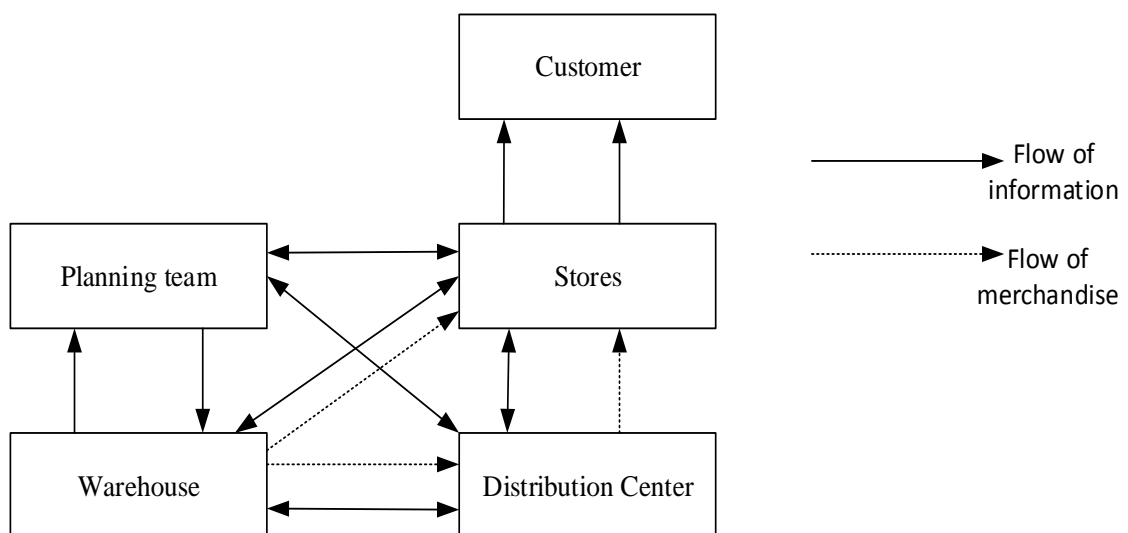 Customer
Flow of
information
Planning team
Stores
Flow of
merchandise
Warehouse
Distribution Center